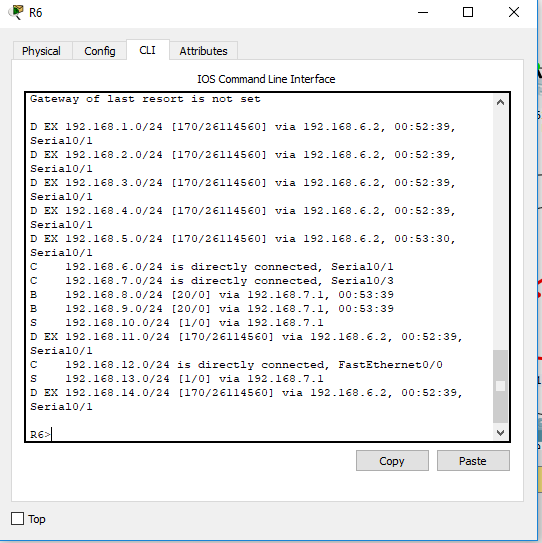 R6
Physical Config CLI Attributes
IOS Command Line Interface
Gateway of last resort is not set
D EX 192.168.1.0/24 [170/26114560] via 192.168.6.2, 00:52:39,
Serial0/1
D EX 192.168.2.0/24 [170/26114560] via 192.168.6.2, 00:52:39,
Serial0/1
D EX 192.168.3.0/24 [170/26114560] via 192.168.6.2, 00:52:39,
Serial0/1
D EX 192.168.4.0/24 [170/26114560] via 192.168.6.2, 00:52:39,
Serial0/1
D EX 192.168.5.0/24 [170/26114560] via 192.168.6.2, 00:53:30,
Serial0/1
C    192.168.6.0/24 is directly connected, Serial0/1
C    192.168.7.0/24 is directly connected, Serial0/3
B    192.168.8.0/24 [20/0] via 192.168.7.1, 00:53:39
B    192.168.9.0/24 [20/0] via 192.168.7.1, 00:53:39
S    192.168.10.0/24 [1/0] via 192.168.7.1
D EX 192.168.11.0/24 [170/26114560] via 192.168.6.2, 00:52:39,
Serial0/1
C    192.168.12.0/24 is directly connected, FastEthernet0/0
S    192.168.13.0/24 [1/0] via 192.168.7.1
D EX 192.168.14.0/24 [170/26114560] via 192.168.6.2, 00:52:39,
Serial0/1
R6>
Copy Paste
Top